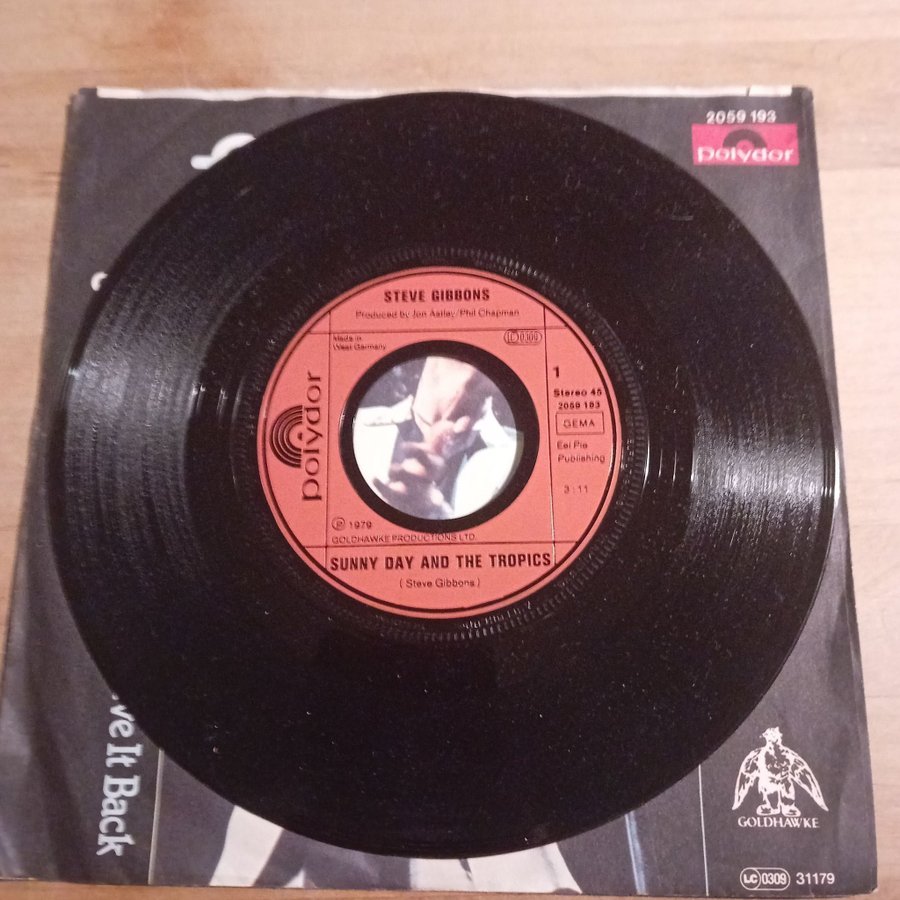 2059 193
polydor
STEVE GIBBONS
Produced by Jon Astley/Phil Chapman
Made in
West Germany
LC 0309
1
Stereo 45
2059 193
GEMA
Eel Pie
Publishing
3:11
polydor
℗ 1979
GOLDHAWKE PRODUCTIONS LTD.
SUNNY DAY AND THE TROPICS
(Steve Gibbons)
It Back
GOLDHAWKE
LC 0309 31179